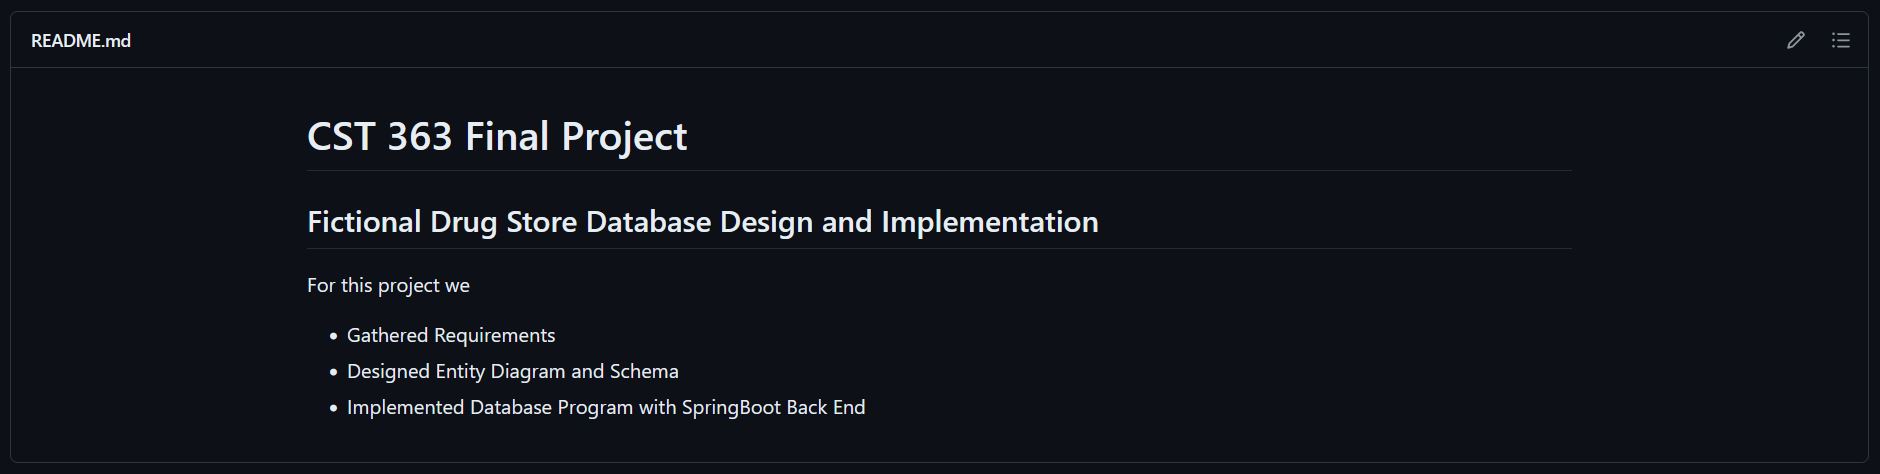 README.md
CST 363 Final Project
Fictional Drug Store Database Design and Implementation
For this project we
Gathered Requirements
Designed Entity Diagram and Schema
Implemented Database Program with SpringBoot Back End